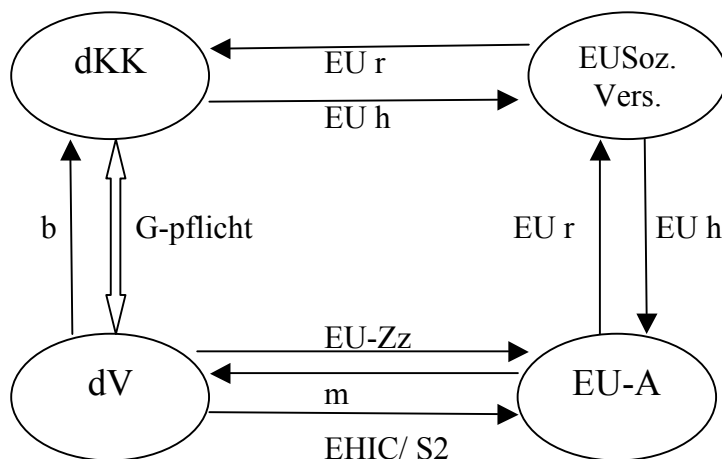 dKK
EU r
EU h
EUSoz.
Vers.
b
G-pflicht
EU r
EU h
dV
EU-Zz
m
EHIC/ S2
EU-A